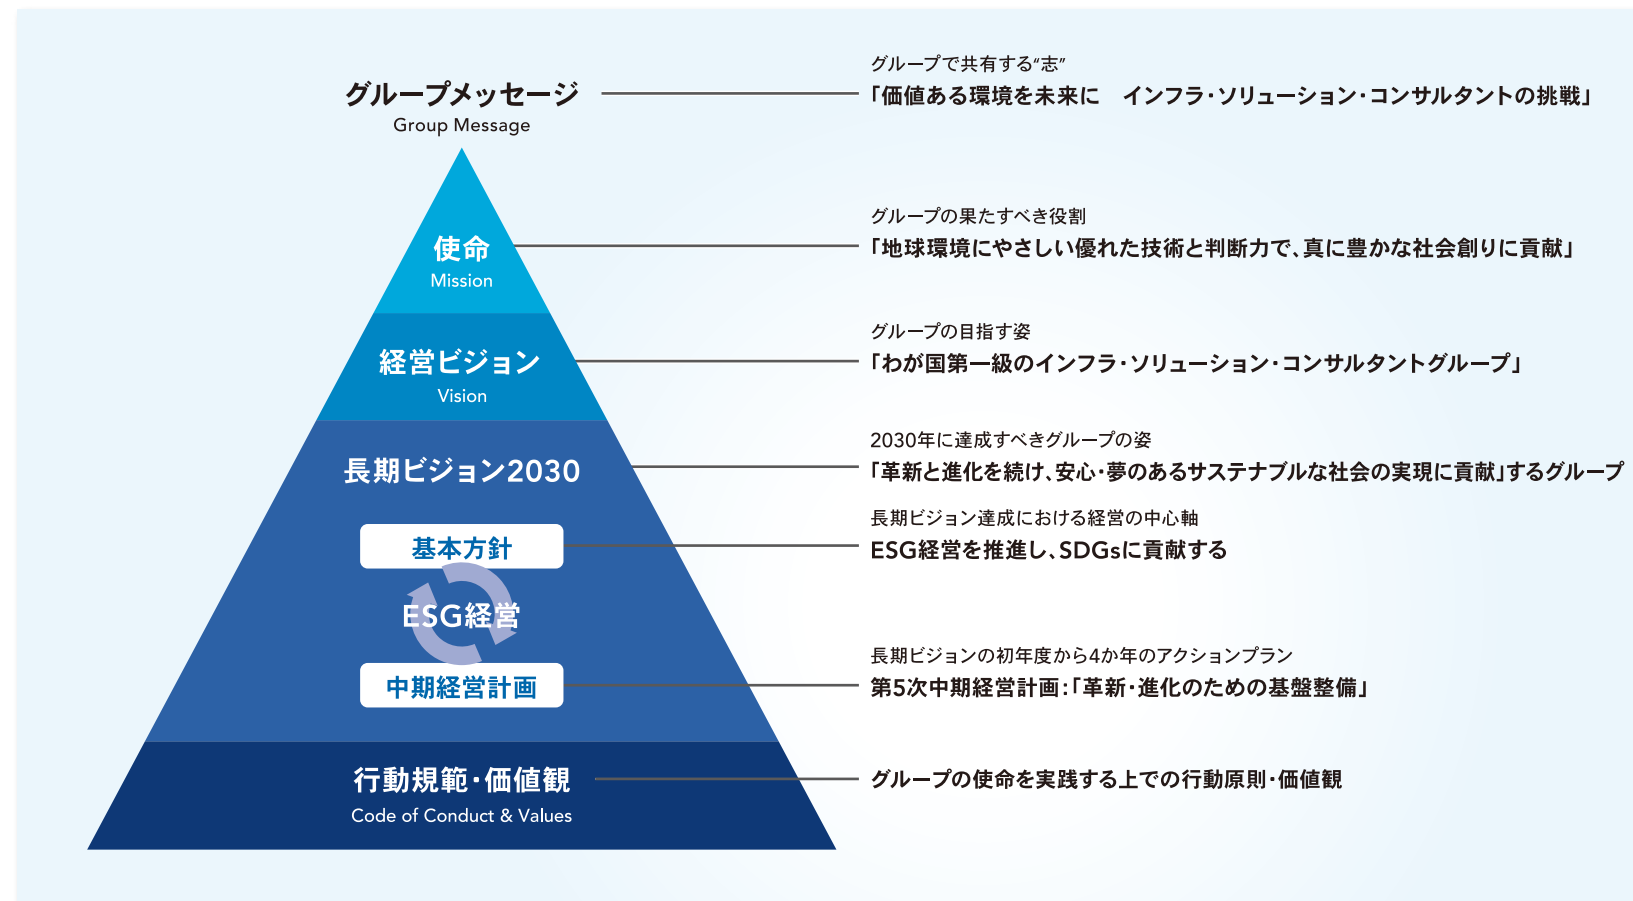 グループメッセージ
Group Message
グループで共有する“志”
「価値ある環境を未来に　インフラ・ソリューション・コンサルタントの挑戦」
使命
Mission
グループの果たすべき役割
「地球環境にやさしい優れた技術と判断力で、真に豊かな社会創りに貢献」
経営ビジョン
Vision
グループの目指す姿
「わが国第一級のインフラ・ソリューション・コンサルタントグループ」
長期ビジョン2030
2030年に達成すべきグループの姿
「革新と進化を続け、安心・夢のあるサステナブルな社会の実現に貢献」するグループ
基本方針
長期ビジョン達成における経営の中心軸
ESG経営を推進し、SDGsに貢献する
ESG経営
中期経営計画
長期ビジョンの初年度から4か年のアクションプラン
第5次中期経営計画：「革新・進化のための基盤整備」
行動規範・価値観
Code of Conduct & Values
グループの使命を実践する上での行動原則・価値観